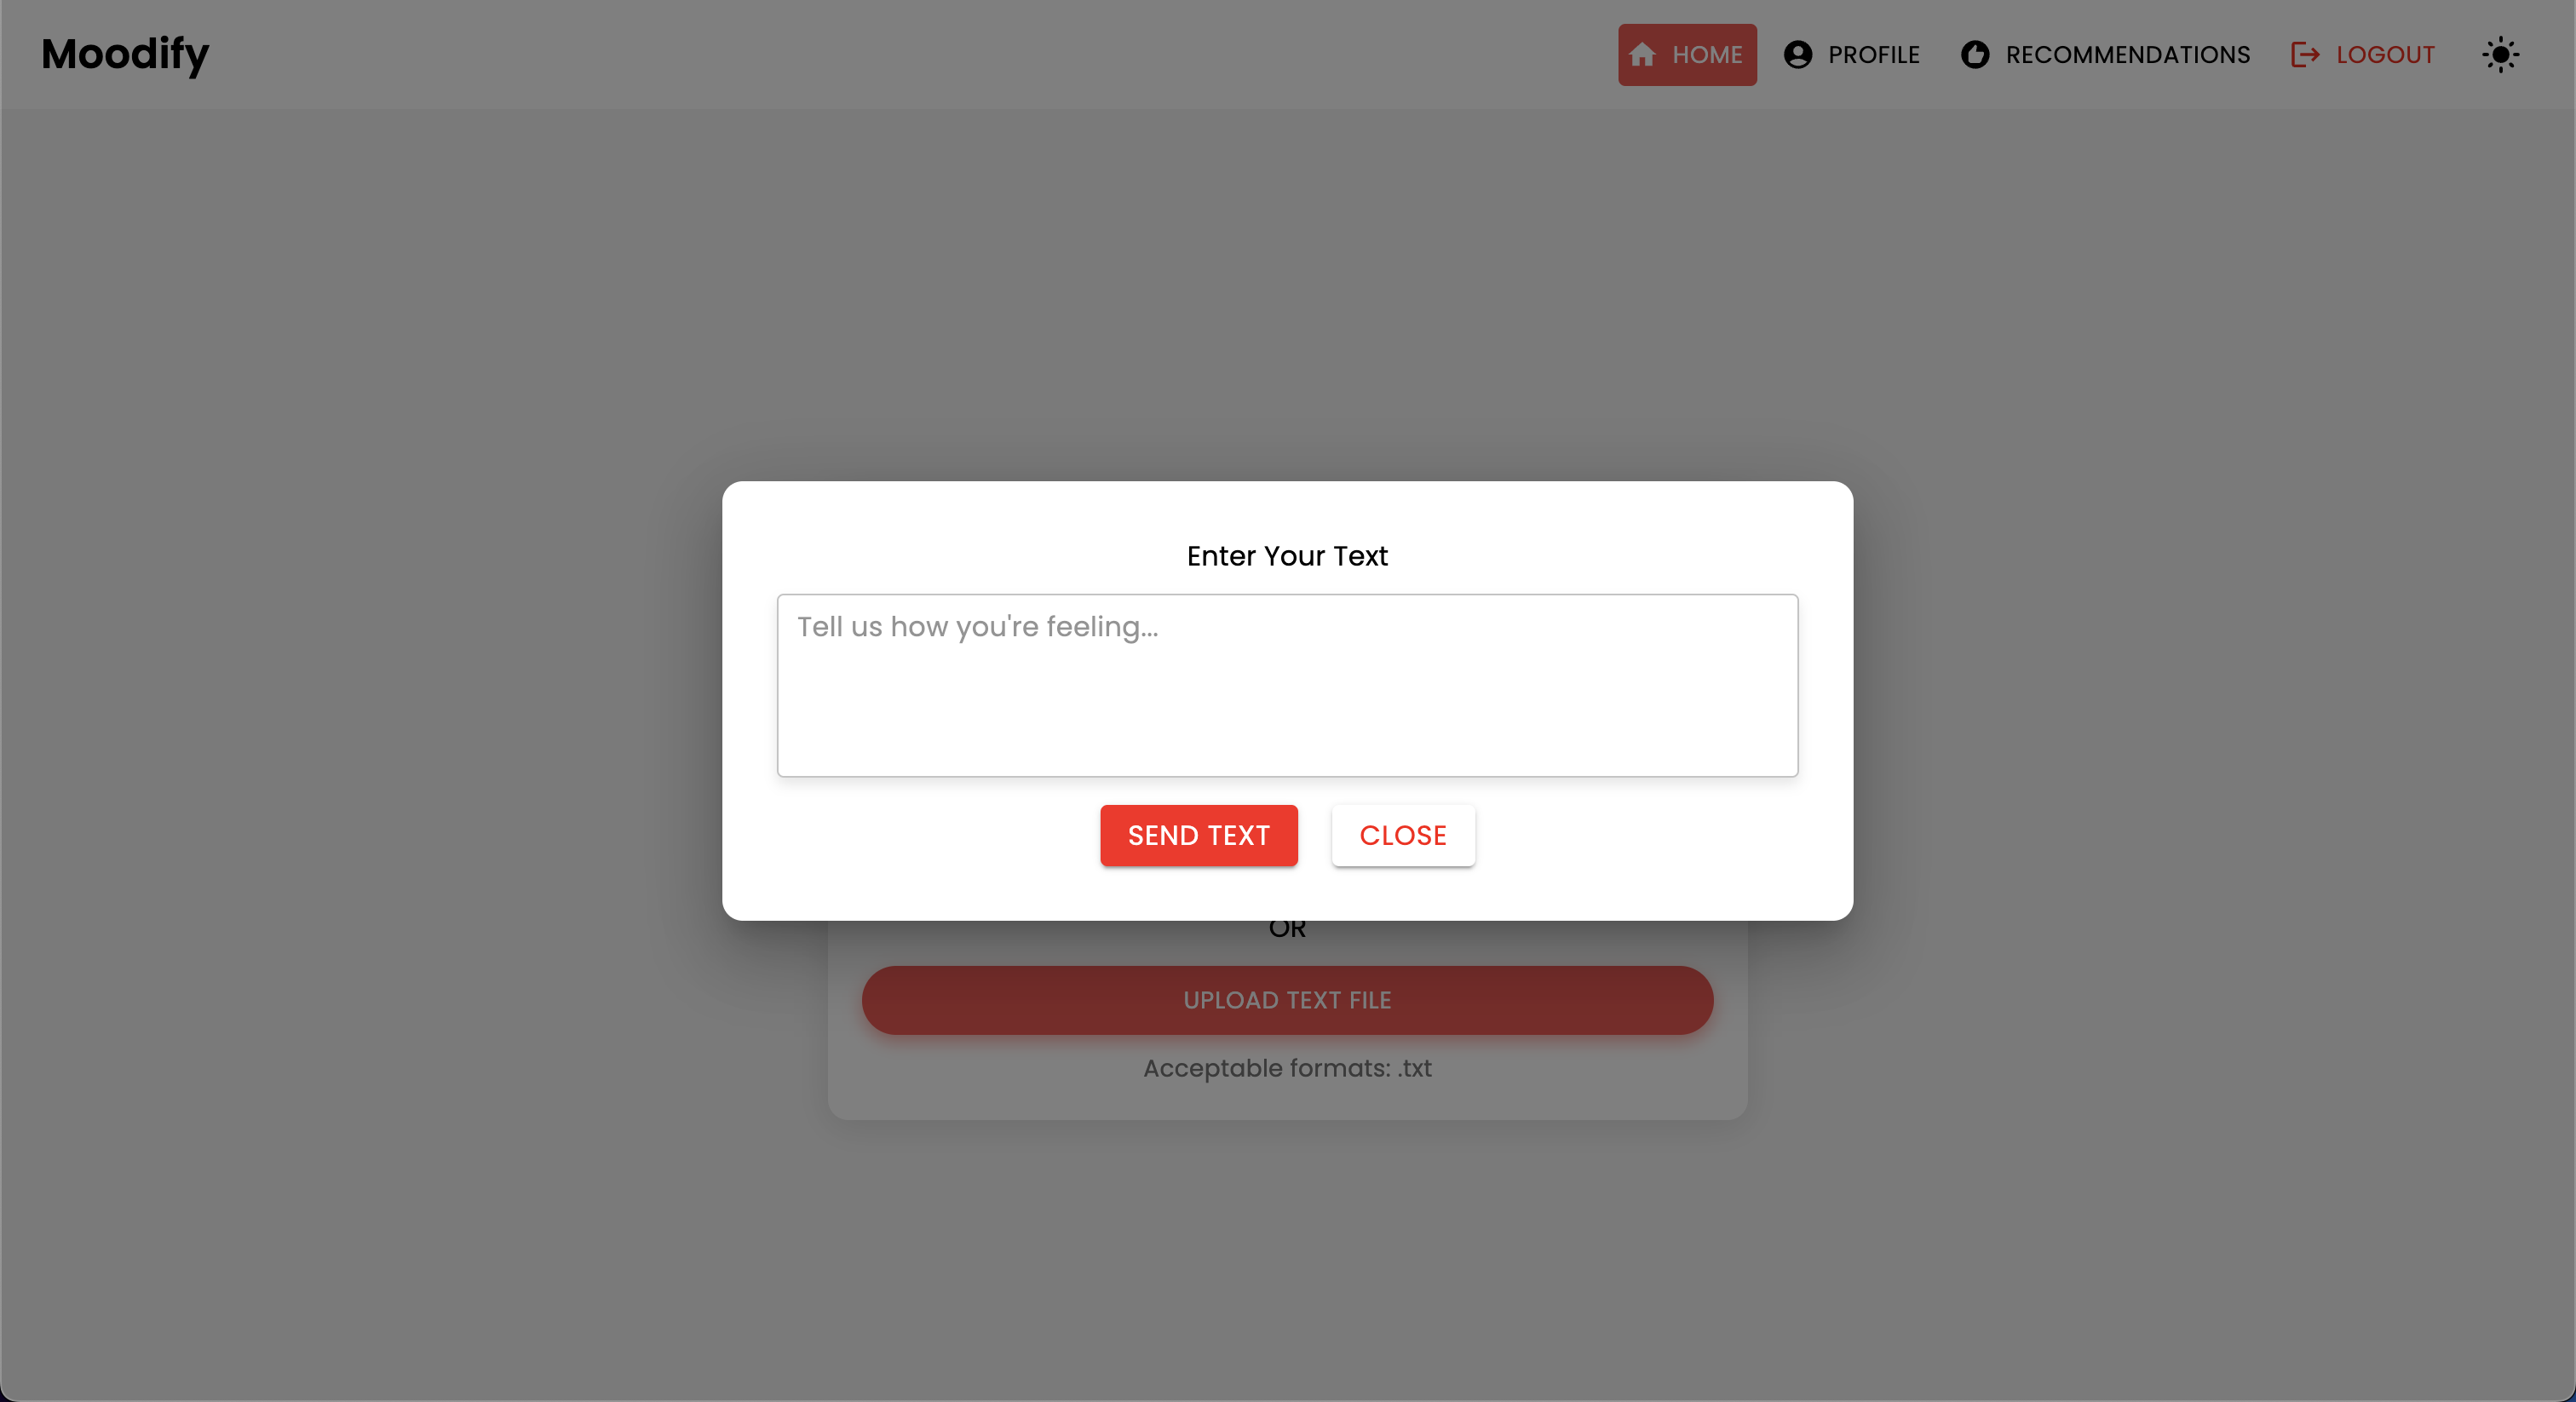 Moodify
HOME PROFILE RECOMMENDATIONS LOGOUT
Enter Your Text
Tell us how you're feeling...
SEND TEXT CLOSE
OR
UPLOAD TEXT FILE
Acceptable formats: .txt